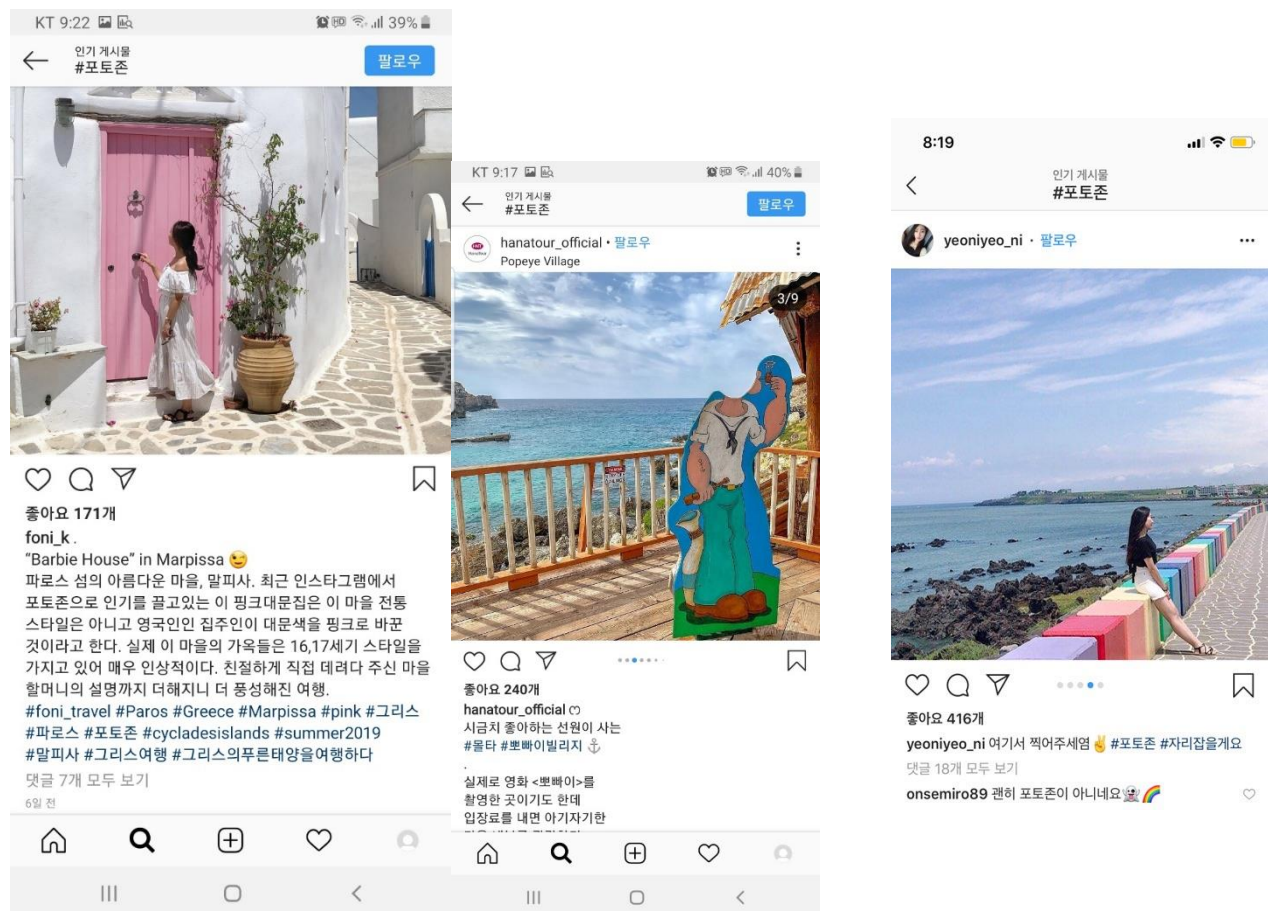 KT 9:22 39%
인기 게시물
#포토존
팔로우
좋아요 171개
foni_k .
“Barbie House” in Marpissa 😉
파로스 섬의 아름다운 마을, 말피사. 최근 인스타그램에서
포토존으로 인기를 끌고있는 이 핑크대문집은 이 마을 전통
스타일은 아니고 영국인인 집주인이 대문색을 핑크로 바꾼
것이라고 한다. 실제 이 마을의 가옥들은 16,17세기 스타일을
가지고 있어 매우 인상적이다. 친절하게 직접 데려다 주신 마을
할머니의 설명까지 더해지니 더 풍성해진 여행.
#foni_travel #Paros #Greece #Marpissa #pink #그리스
#파로스 #포토존 #cycladesislands #summer2019
#말피사 #그리스여행 #그리스의푸른태양을여행하다
댓글 7개 모두 보기
6일 전
KT 9:17 40%
인기 게시물
#포토존
팔로우
hanatour_official • 팔로우
Popeye Village
3/9
좋아요 240개
hanatour_official ෆ
시금치 좋아하는 선원이 사는
#몰타 #뽀빠이빌리지 ⚓
.
실제로 영화 <뽀빠이>를
촬영한 곳이기도 한데
입장료를 내면 아기자기한
8:19
인기 게시물
#포토존
yeoniyeo_ni · 팔로우
좋아요 416개
yeoniyeo_ni 여기서 찍어주세염✌️ #포토존 #자리잡을게요
댓글 18개 모두 보기
onsemiro89 괜히 포토존이 아니네요👻🌈